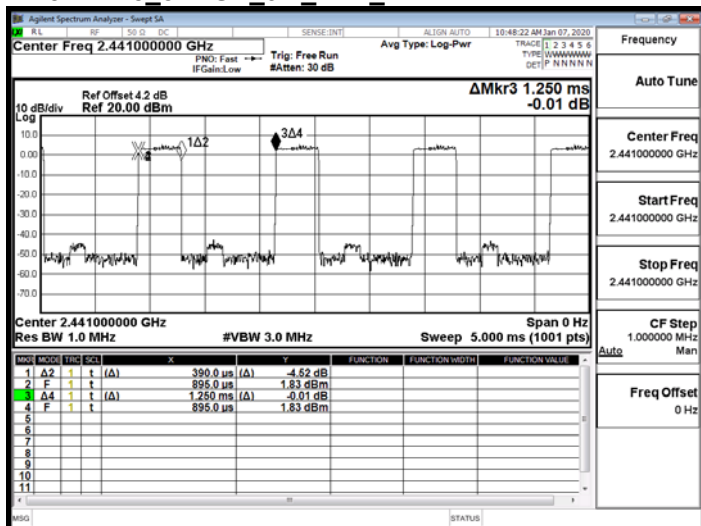 Agilent Spectrum Analyzer - Swept SA
RL RF 50 Ω DC SENSE:INT ALIGN AUTO 10:48:22 AM Jan 07, 2020
Center Freq 2.441000000 GHz
PNO: Fast
IFGain:Low
Trig: Free Run
#Atten: 30 dB
Avg Type: Log-Pwr
TRACE 1 2 3 4 5 6
TYPE
DET P N N N N N
ΔMkr3 1.250 ms
-0.01 dB
Ref Offset 4.2 dB
10 dB/div Ref 20.00 dBm
Log
10.0
0.00
-10.0
-20.0
-30.0
-40.0
-50.0
-60.0
-70.0
1Δ2
3Δ4
Center 2.441000000 GHz Span 0 Hz
Res BW 1.0 MHz #VBW 3.0 MHz Sweep 5.000 ms (1001 pts)
MKR MODE TRC SCL X Y FUNCTION FUNCTION WIDTH FUNCTION VALUE
1 Δ2 1 t (Δ) 390.0 µs (Δ) -4.52 dB
2 F 1 t 895.0 µs 1.83 dBm
3 Δ4 1 t (Δ) 1.250 ms (Δ) -0.01 dB
4 F 1 t 895.0 µs 1.83 dBm
5
6
7
8
9
10
11
MSG STATUS
Frequency
Auto Tune
Center Freq
2.441000000 GHz
Start Freq
2.441000000 GHz
Stop Freq
2.441000000 GHz
CF Step
1.000000 MHz
Auto Man
Freq Offset
0 Hz